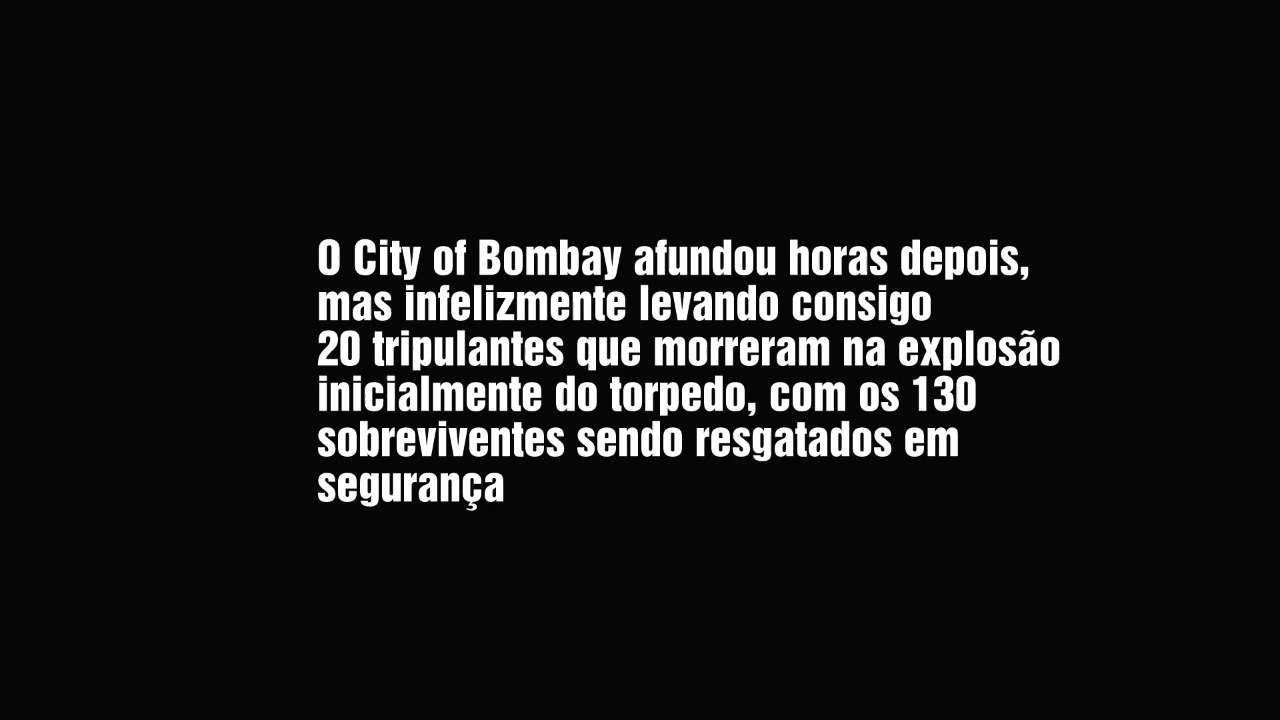 O City of Bombay afundou horas depois,
mas infelizmente levando consigo
20 tripulantes que morreram na explosão
inicialmente do torpedo, com os 130
sobreviventes sendo resgatados em
segurança